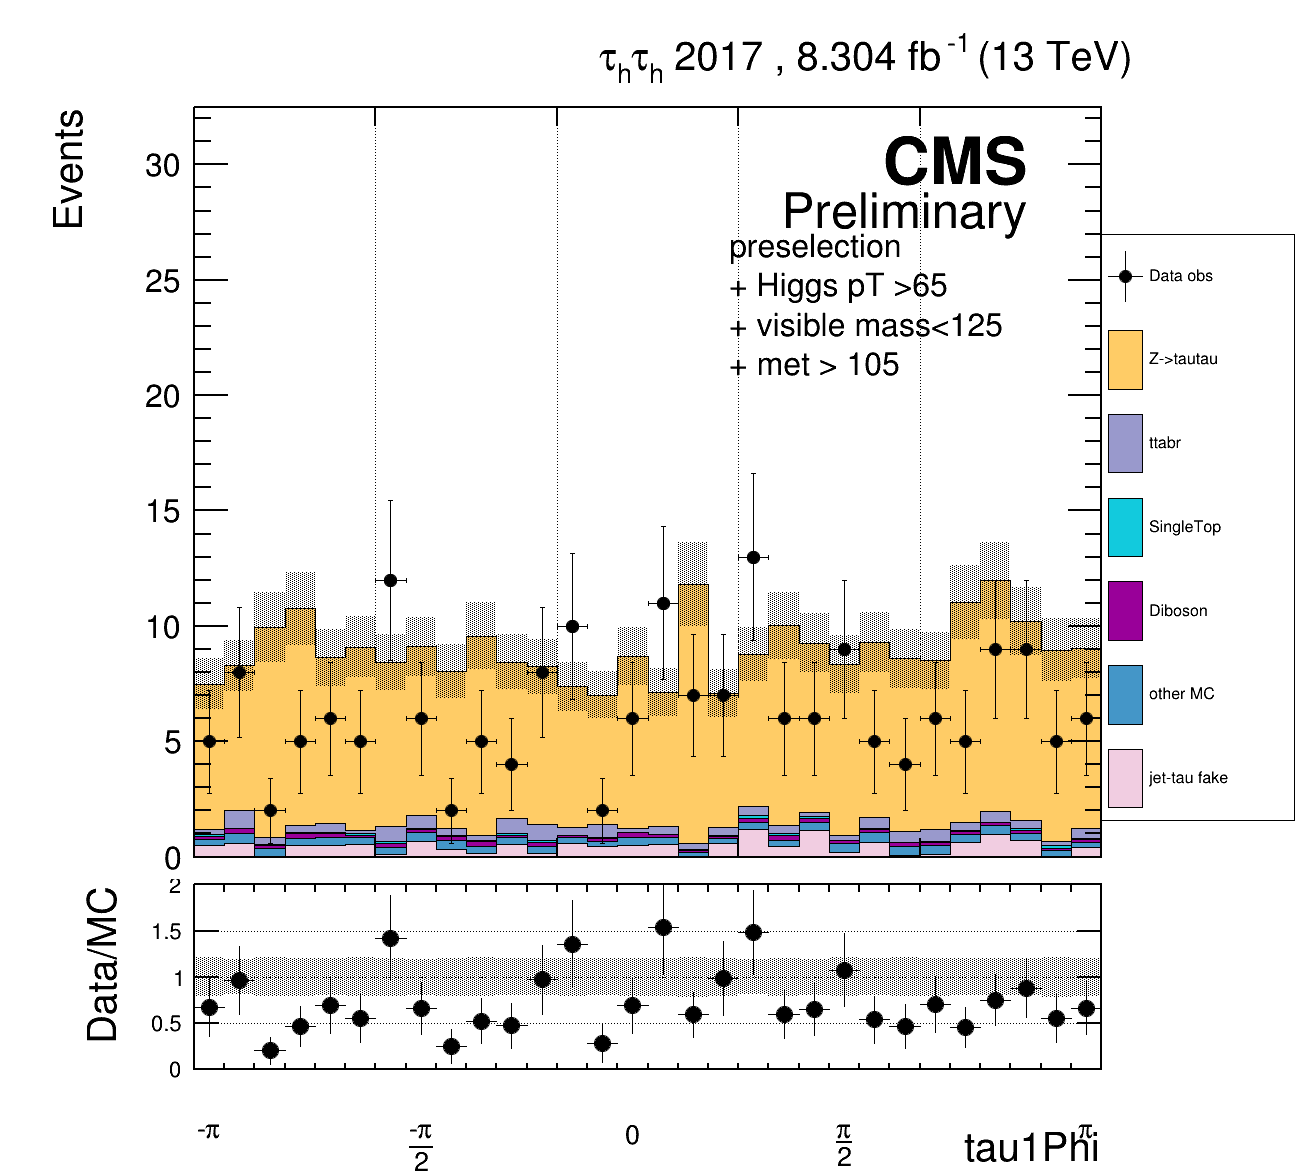 τhτh 2017 , 8.304 fb-1 (13 TeV)
Events
30
25
20
15
10
5
0
CMS
Preliminary
preselection
+ Higgs pT >65
+ visible mass<125
+ met > 105
Data obs
Z->tautau
ttabr
SingleTop
Diboson
other MC
jet-tau fake
Data/MC
2
1.5
1
0.5
0
-π
-π/2
0
π/2
π
tau1Phi